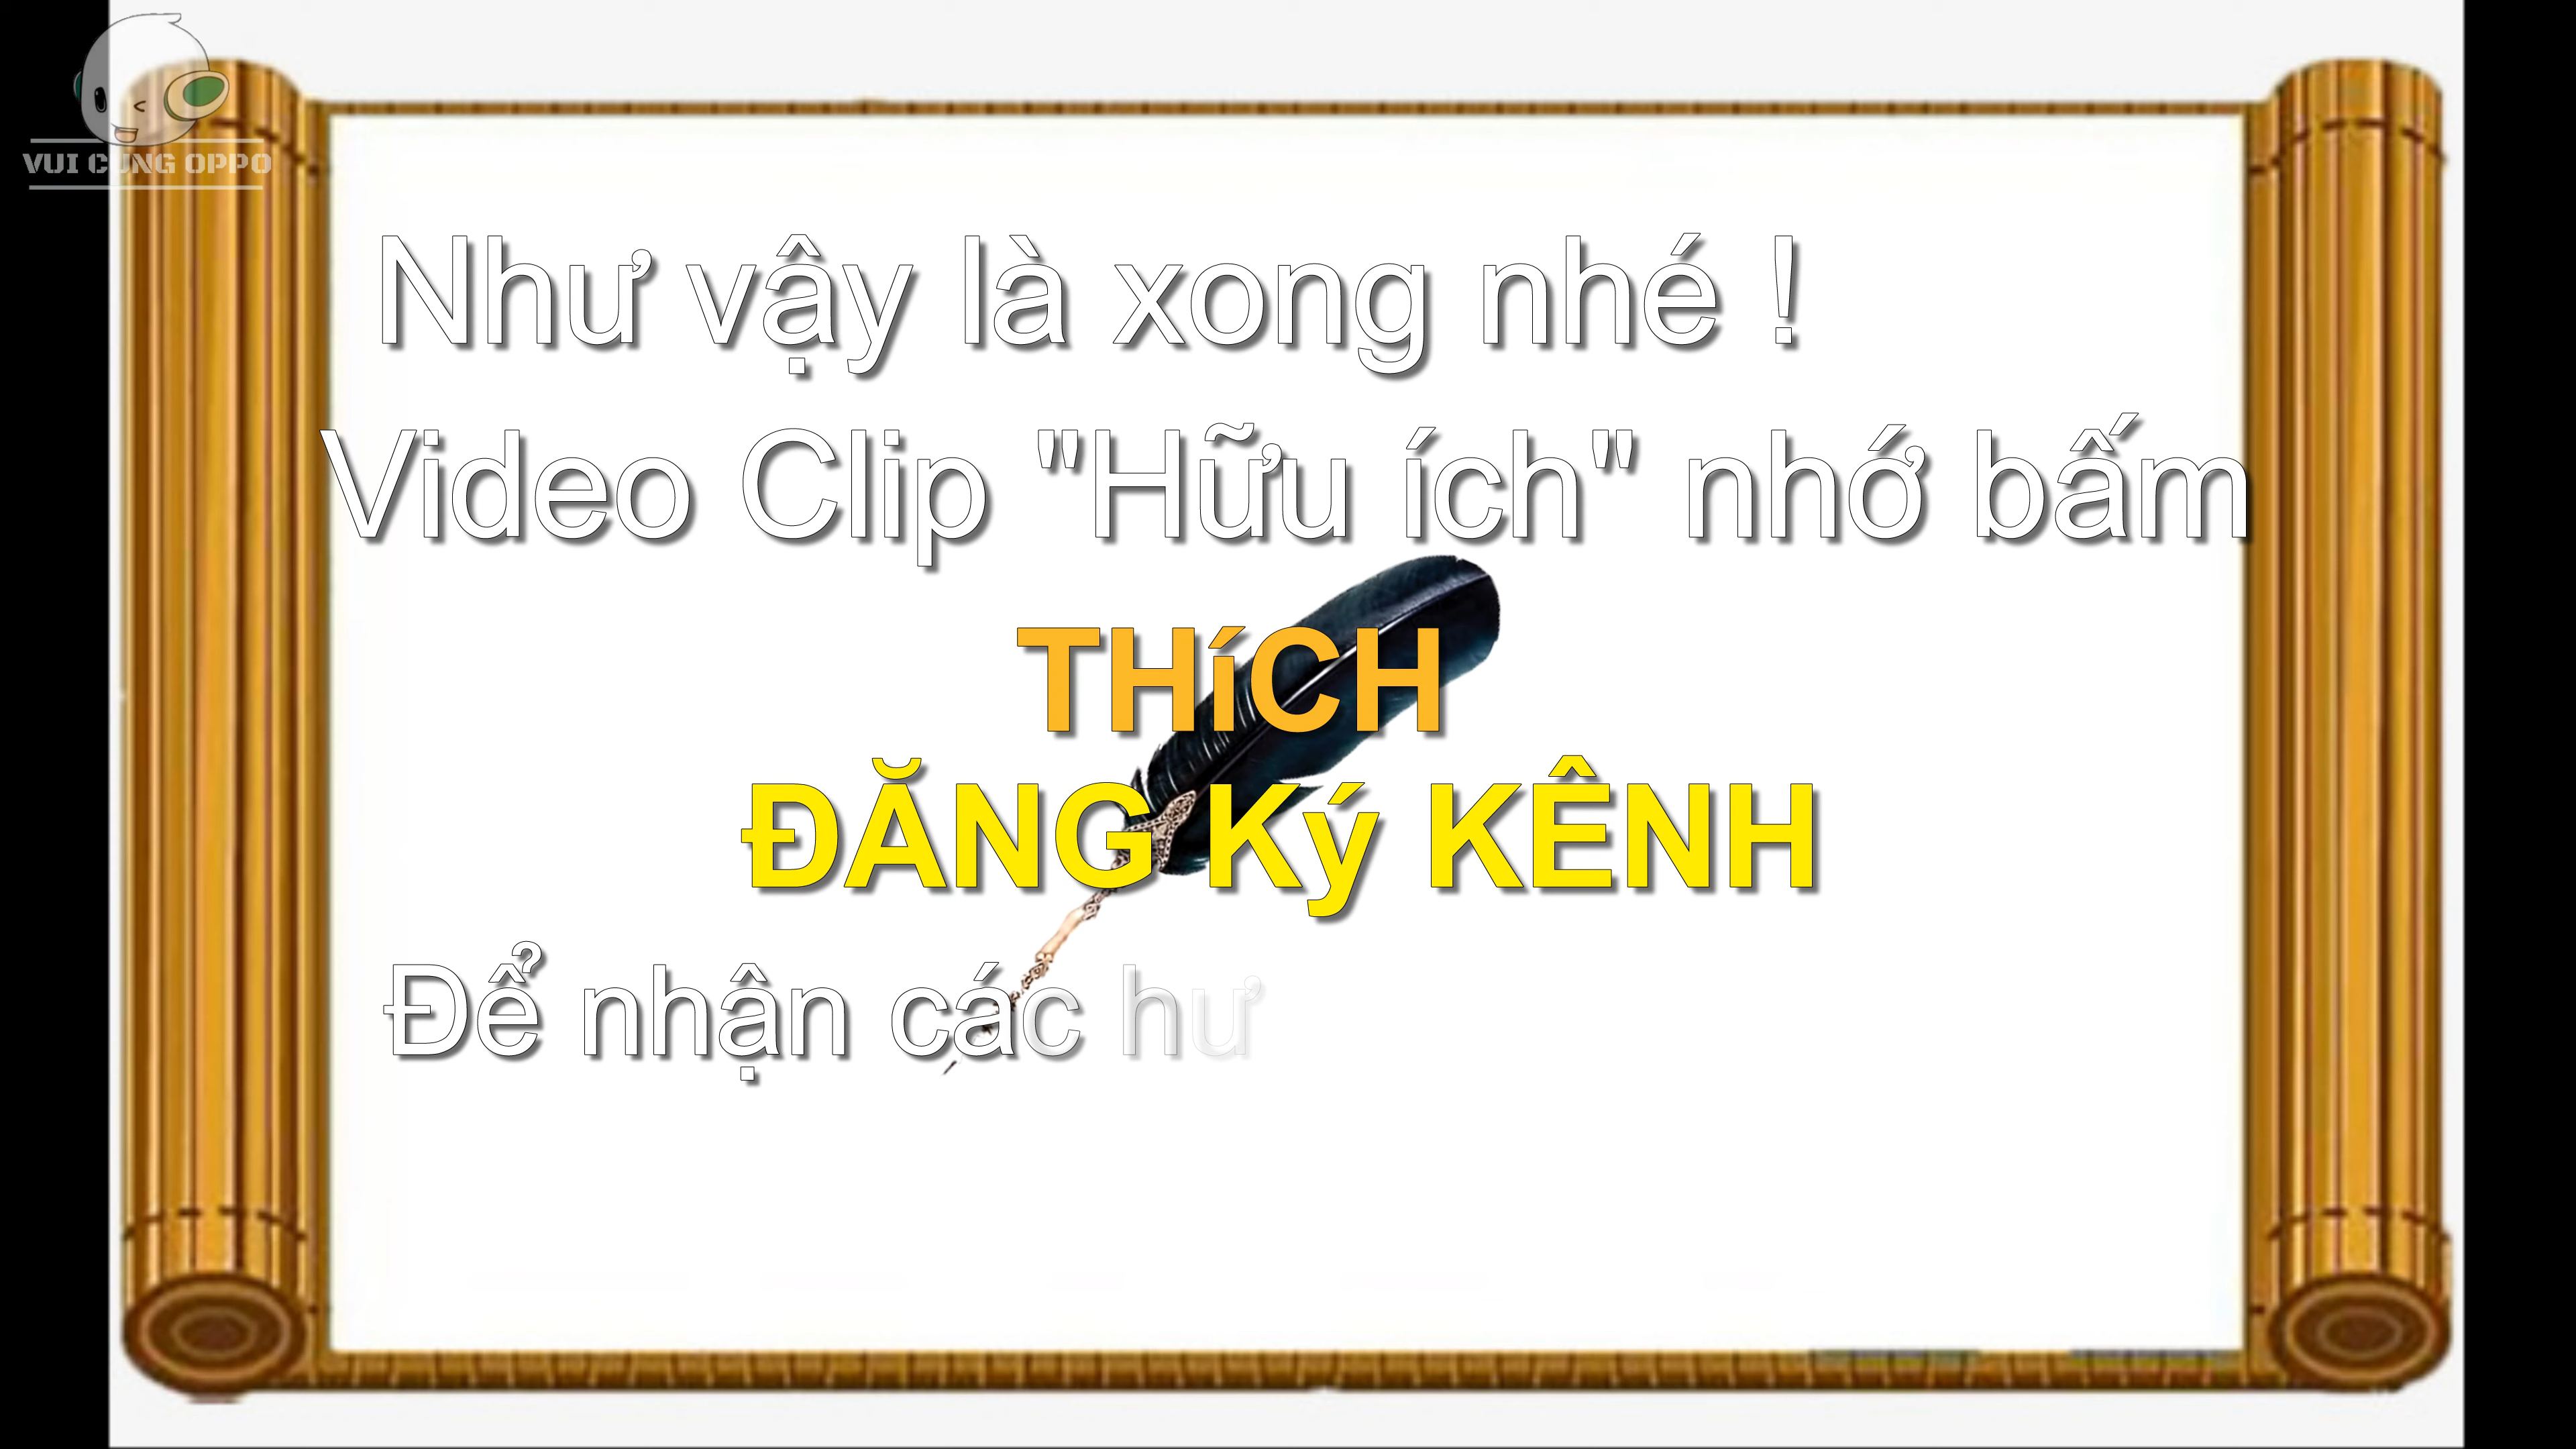 VUI CÙNG OPPO
Như vậy là xong nhé !
Video Clip "Hữu ích" nhớ bấm
THíCH
ĐĂNG Ký KÊNH
Để nhận các hư